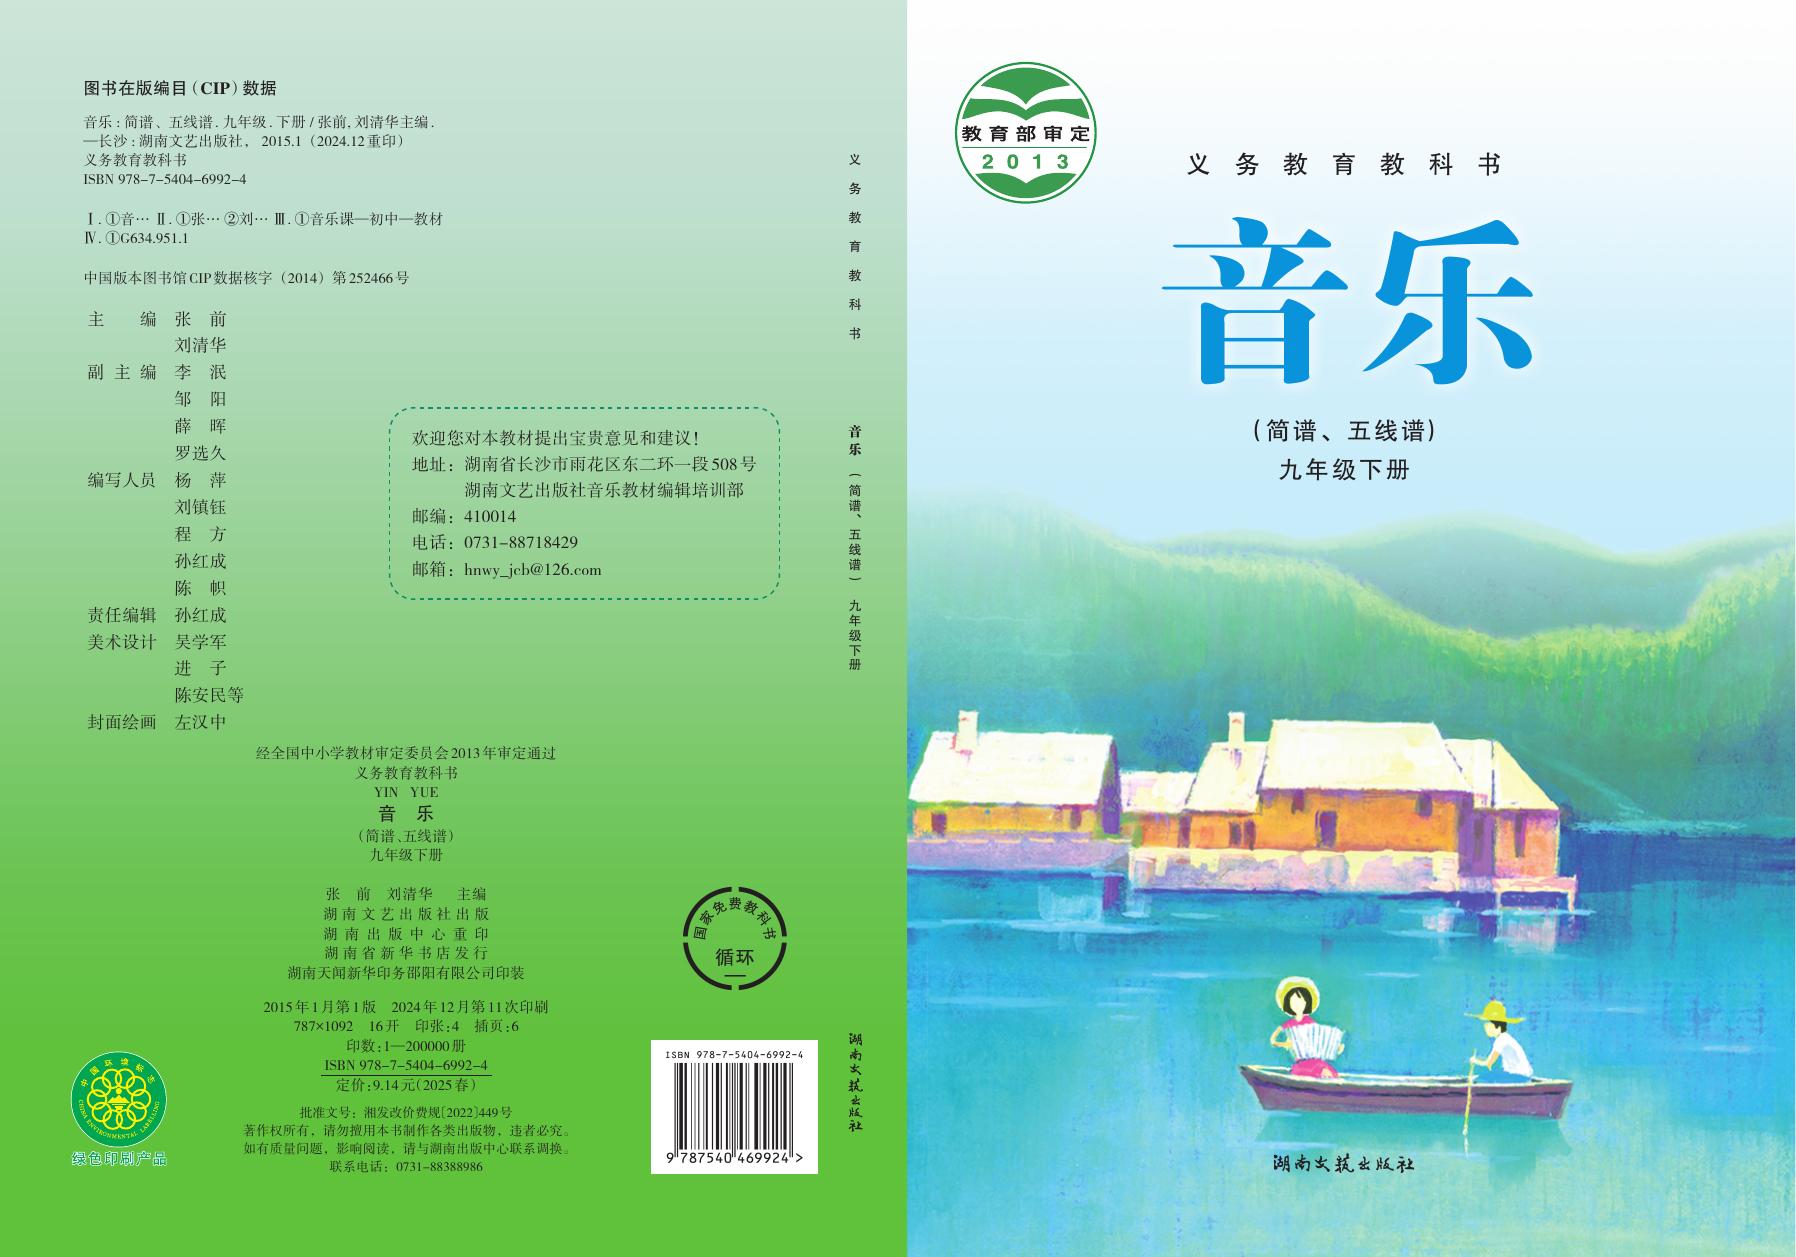 图书在版编目（CIP）数据
音乐：简谱、五线谱．九年级．下册 / 张前, 刘清华主编．
—长沙：湖南文艺出版社， 2015.1（2024.12重印）
义务教育教科书
ISBN 978–7–5404–6992–4
Ⅰ．①音… Ⅱ．①张… ②刘… Ⅲ．①音乐课—初中—教材
Ⅳ．①G634.951.1
中国版本图书馆CIP数据核字（2014）第252466号
主　编　张　前
刘清华
副 主 编　李　泯
邹　阳
薛　晖
罗选久
编写人员　杨　萍
刘镇钰
程　方
孙红成
陈　帜
责任编辑　孙红成
美术设计　吴学军
进　子
陈安民等
封面绘画　左汉中
欢迎您对本教材提出宝贵意见和建议！
地址：湖南省长沙市雨花区东二环一段508号
湖南文艺出版社音乐教材编辑培训部
邮编：410014
电话：0731–88718429
邮箱：hnwy_jcb@126.com
经全国中小学教材审定委员会2013年审定通过
义务教育教科书
YIN YUE
音 乐
（简谱、五线谱）
九年级下册
张　前　刘清华　主编
湖南文艺出版社出版
湖南出版中心重印
湖南省新华书店发行
湖南天闻新华印务邵阳有限公司印装
2015年1月第1版　2024年12月第11次印刷
787×1092　16开　印张：4　插页：6
印数：1—200000册
ISBN 978–7–5404–6992–4
定价：9.14元（2025春）
批准文号：湘发改价费规〔2022〕449号
著作权所有，请勿擅用本书制作各类出版物，违者必究。
如有质量问题，影响阅读，请与湖南出版中心联系调换。
联系电话：0731–88388986
中国环境标志
CHINA ENVIRONMENTAL LABELLING
绿色印刷产品
国家免费教科书
循环
ISBN 978-7-5404-6992-4
9 787540 469924 >
义务教育教科书
音乐（简谱、五线谱）九年级下册
湖南文艺出版社
教育部审定
2013
义务教育教科书
音乐
（简谱、五线谱）
九年级下册
湖南文艺出版社